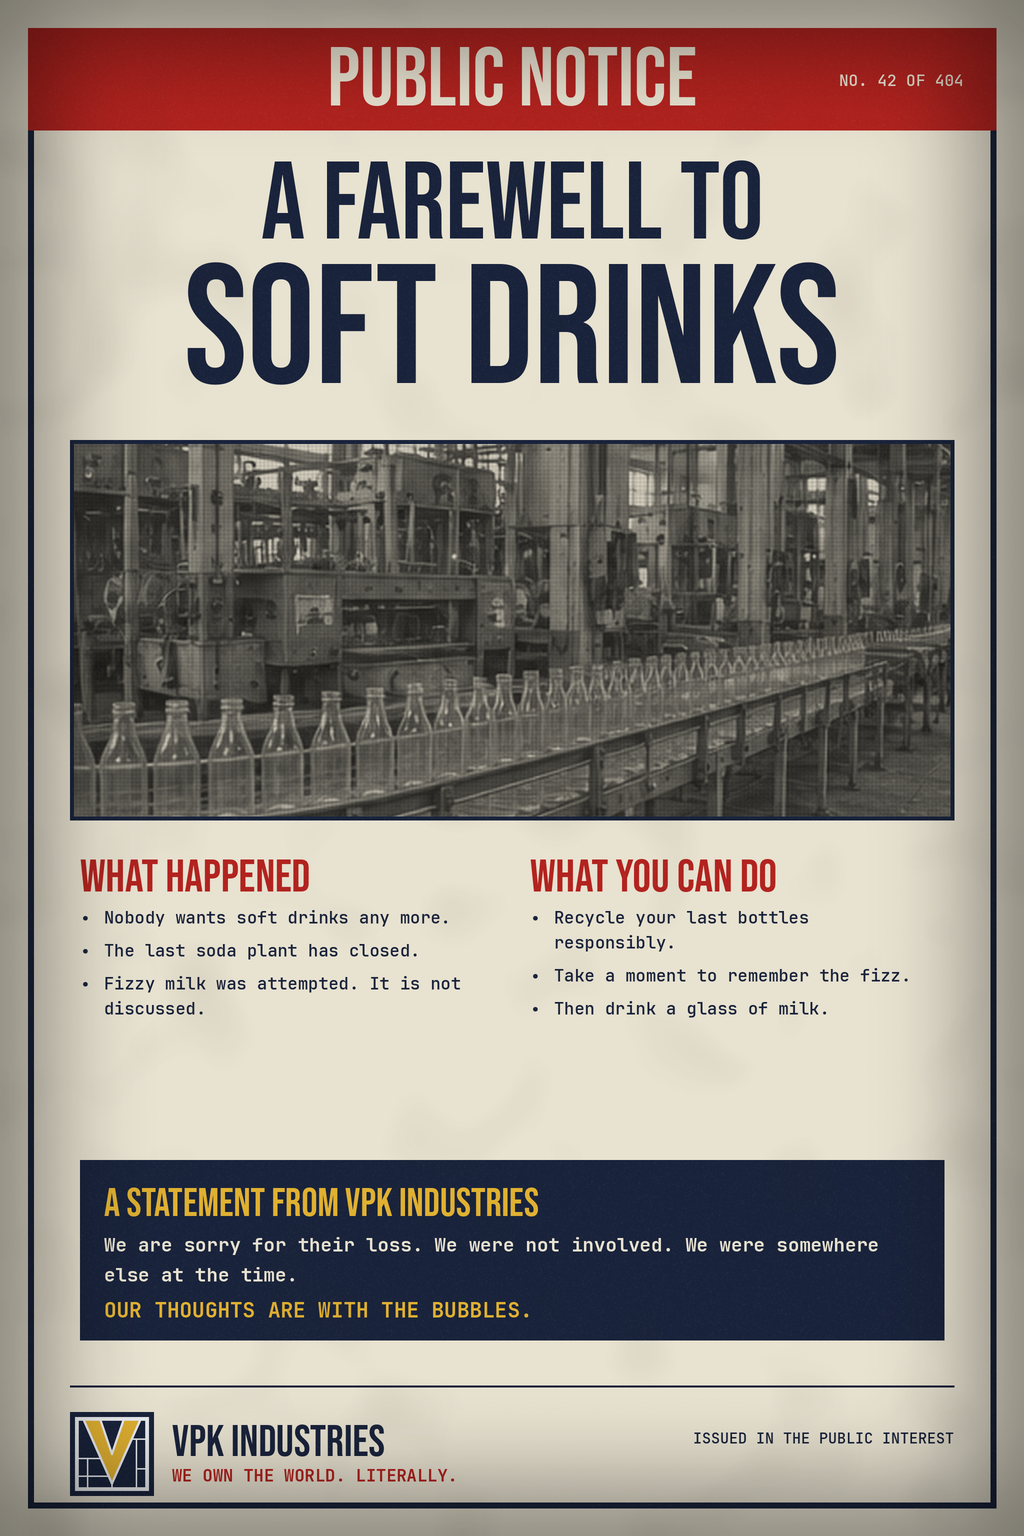 PUBLIC NOTICE
NO. 42 OF 404
A FAREWELL TO
SOFT DRINKS
WHAT HAPPENED
• Nobody wants soft drinks any more.
• The last soda plant has closed.
• Fizzy milk was attempted. It is not
discussed.
WHAT YOU CAN DO
• Recycle your last bottles
responsibly.
• Take a moment to remember the fizz.
• Then drink a glass of milk.
A STATEMENT FROM VPK INDUSTRIES
We are sorry for their loss. We were not involved. We were somewhere
else at the time.
OUR THOUGHTS ARE WITH THE BUBBLES.
V
VPK INDUSTRIES
WE OWN THE WORLD. LITERALLY.
ISSUED IN THE PUBLIC INTEREST